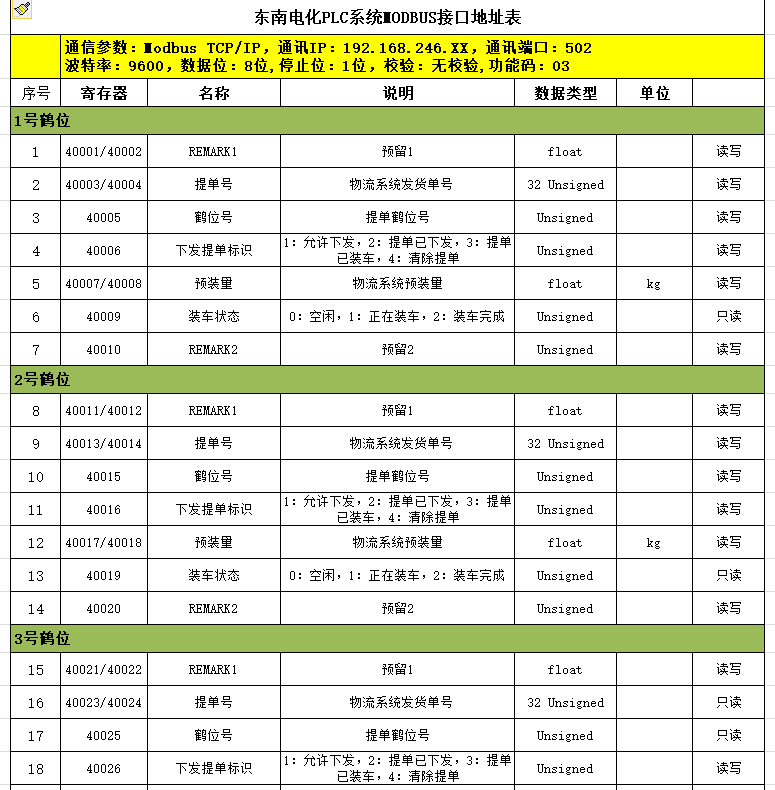 东南电化PLC系统MODBUS接口地址表
通信参数：Modbus TCP/IP，通讯IP：192.168.246.XX，通讯端口：502
波特率：9600，数据位：8位,停止位：1位，校验：无校验,功能码：03
序号 寄存器 名称 说明 数据类型 单位
1号鹤位
1 40001/40002 REMARK1 预留1 float 读写
2 40003/40004 提单号 物流系统发货单号 32 Unsigned 读写
3 40005 鹤位号 提单鹤位号 Unsigned 读写
4 40006 下发提单标识 1：允许下发，2：提单已下发，3：提单已装车，4：清除提单 Unsigned 读写
5 40007/40008 预装量 物流系统预装量 float kg 读写
6 40009 装车状态 0：空闲，1：正在装车，2：装车完成 Unsigned 只读
7 40010 REMARK2 预留2 Unsigned 读写
2号鹤位
8 40011/40012 REMARK1 预留1 float 读写
9 40013/40014 提单号 物流系统发货单号 32 Unsigned 读写
10 40015 鹤位号 提单鹤位号 Unsigned 读写
11 40016 下发提单标识 1：允许下发，2：提单已下发，3：提单已装车，4：清除提单 Unsigned 读写
12 40017/40018 预装量 物流系统预装量 float kg 读写
13 40019 装车状态 0：空闲，1：正在装车，2：装车完成 Unsigned 只读
14 40020 REMARK2 预留2 Unsigned 读写
3号鹤位
15 40021/40022 REMARK1 预留1 float 读写
16 40023/40024 提单号 物流系统发货单号 32 Unsigned 只读
17 40025 鹤位号 提单鹤位号 Unsigned 只读
18 40026 下发提单标识 1：允许下发，2：提单已下发，3：提单已装车，4：清除提单 Unsigned 读写